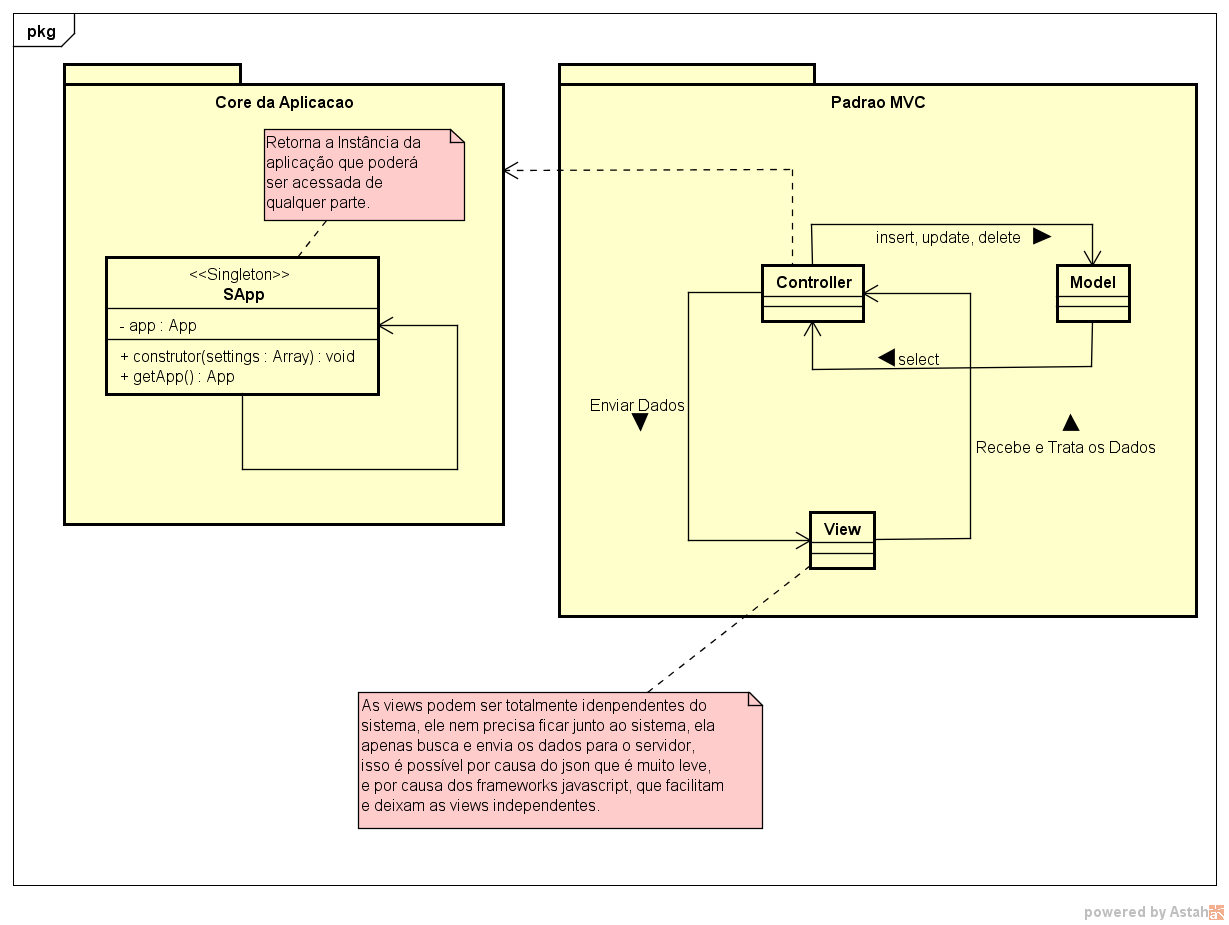 pkg
Core da Aplicacao
Retorna a Instância da
aplicação que poderá
ser acessada de
qualquer parte.
<<Singleton>>
SApp
- app : App
+ construtor(settings : Array) : void
+ getApp() : App
Padrao MVC
insert, update, delete
Controller
Model
select
Enviar Dados
Recebe e Trata os Dados
View
As views podem ser totalmente idenpendentes do
sistema, ele nem precisa ficar junto ao sistema, ela
apenas busca e envia os dados para o servidor,
isso é possível por causa do json que é muito leve,
e por causa dos frameworks javascript, que facilitam
e deixam as views independentes.
powered by Astah